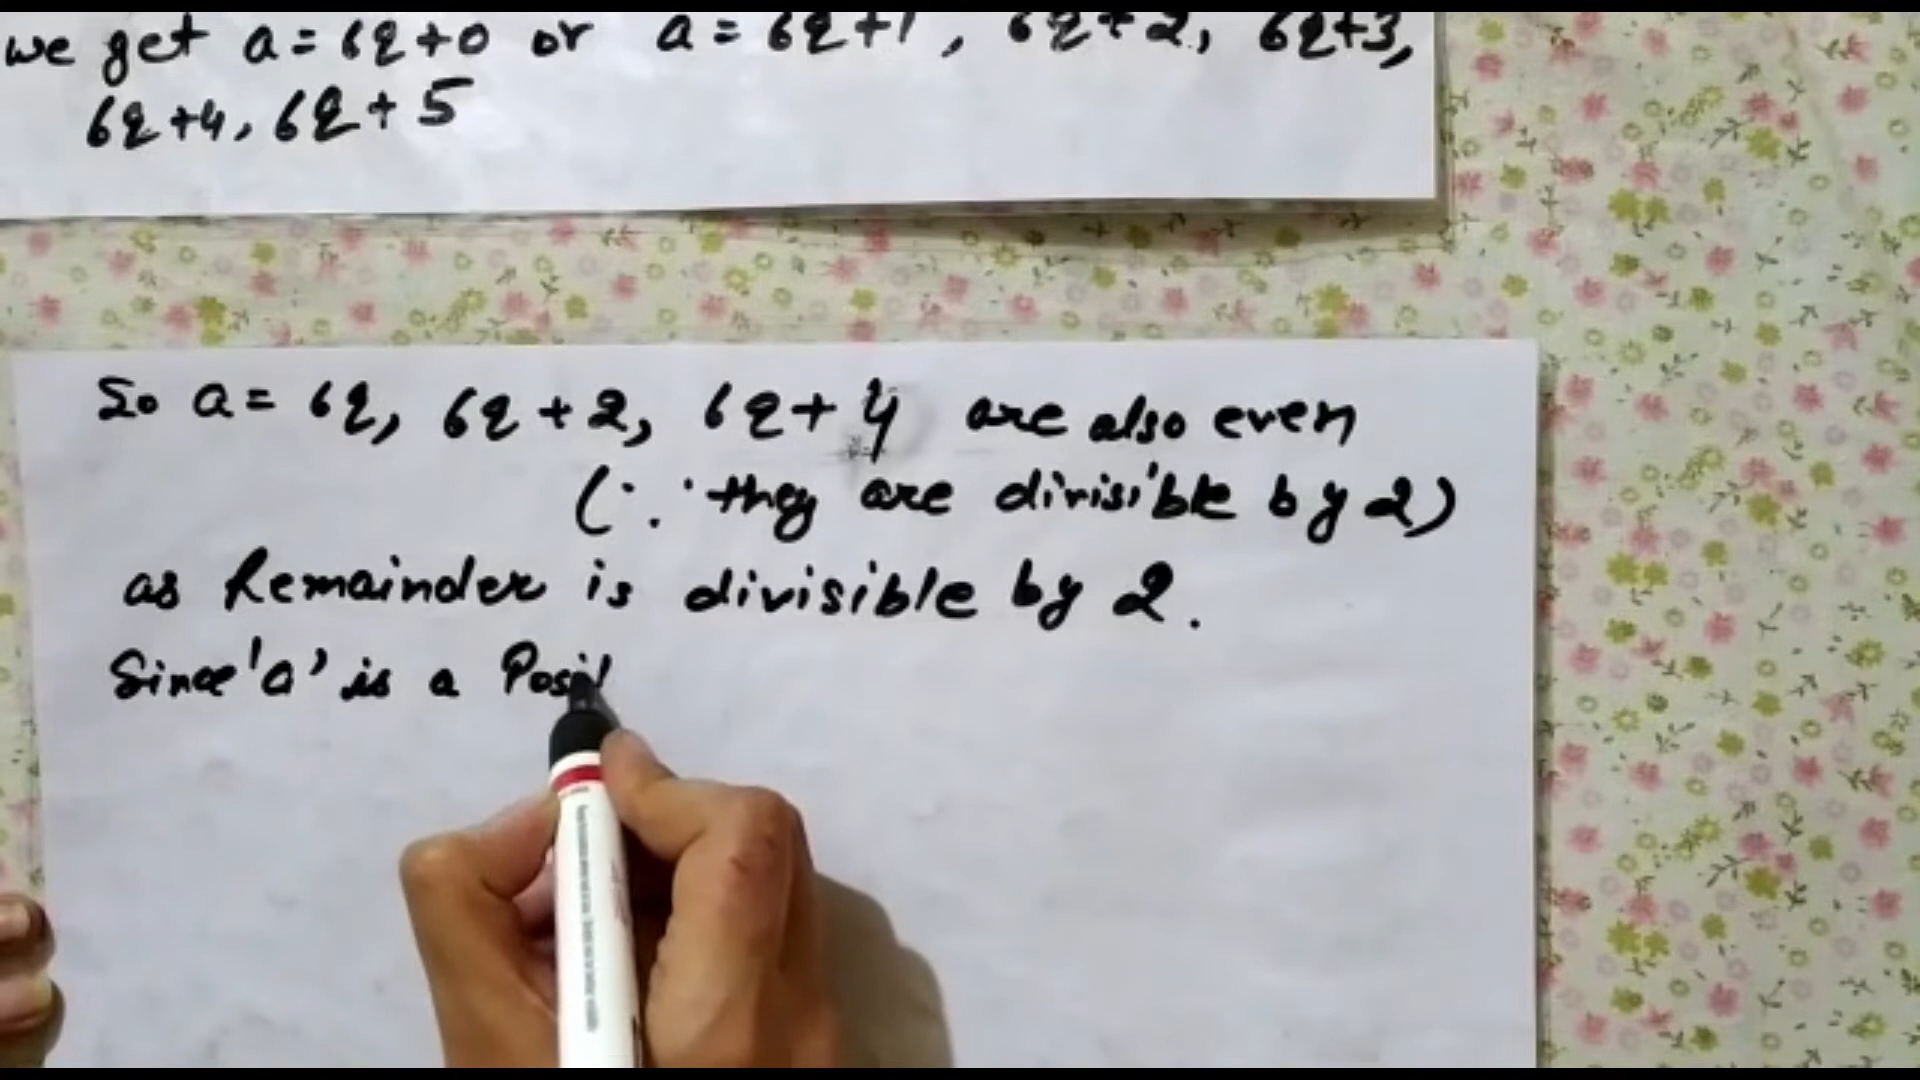 we get a = 6q+0 or a = 6q+1, 6q+2, 6q+3,
6q+4, 6q+5
So a = 6q, 6q+2, 6q+4 are also even
(∵ they are divisible by 2)
as Remainder is divisible by 2.
Since 'a' is a Posi